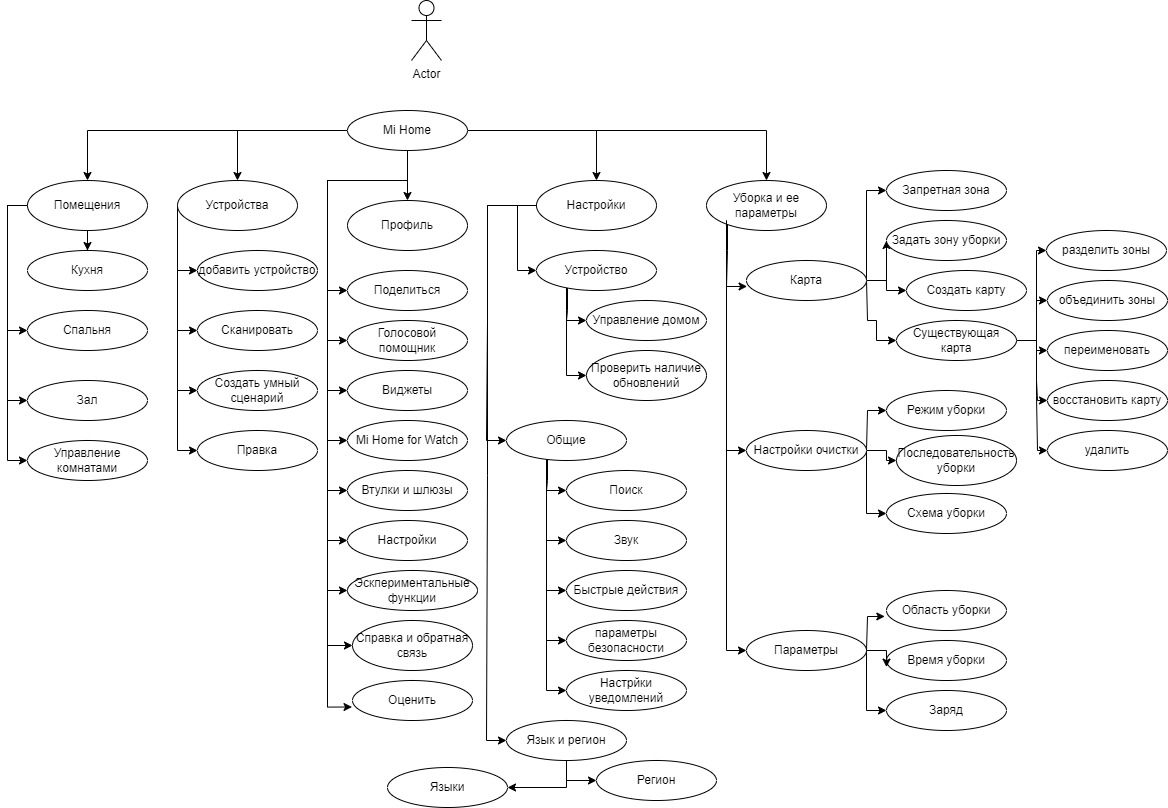 Actor
Mi Home
Помещения
Кухня
Спальня
Зал
Управление
комнатами
Устройства
добавить устройство
Сканировать
Создать умный
сценарий
Правка
Профиль
Поделиться
Голосовой
помощник
Виджеты
Mi Home for Watch
Втулки и шлюзы
Настройки
Эсклериментальные
функции
Справка и обратная
связь
Оценить
Настройки
Устройство
Управление домом
Проверить наличие
обновлений
Общие
Поиск
Звук
Быстрые действия
параметры
безопасности
Настрйки
уведомлений
Язык и регион
Языки
Регион
Уборка и ее
параметры
Карта
Запретная зона
Задать зону уборки
Создать карту
Существующая
карта
разделить зоны
объединить зоны
переименовать
восстановить карту
удалить
Настройки очистки
Режим уборки
Последовательность
уборки
Схема уборки
Параметры
Область уборки
Время уборки
Заряд